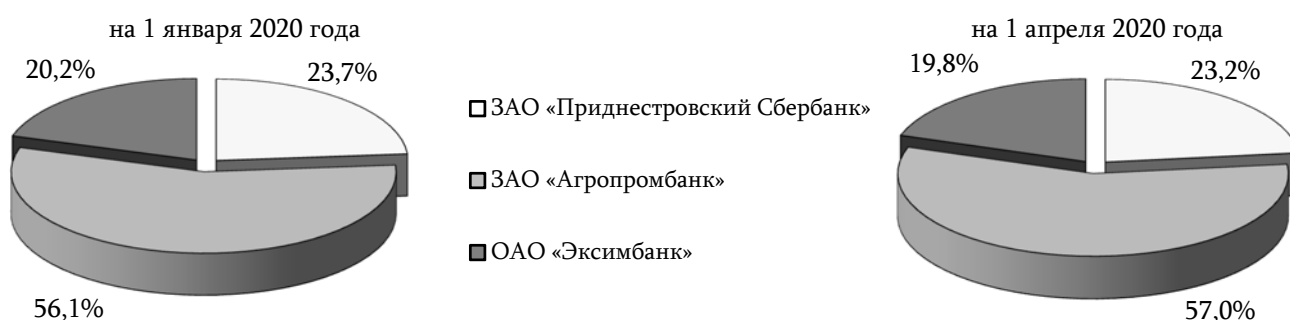 на 1 января 2020 года
20,2%
23,7%
56,1%
ЗАО «Приднестровский Сбербанк»
ЗАО «Агропромбанк»
ОАО «Эксимбанк»
на 1 апреля 2020 года
19,8%
23,2%
57,0%